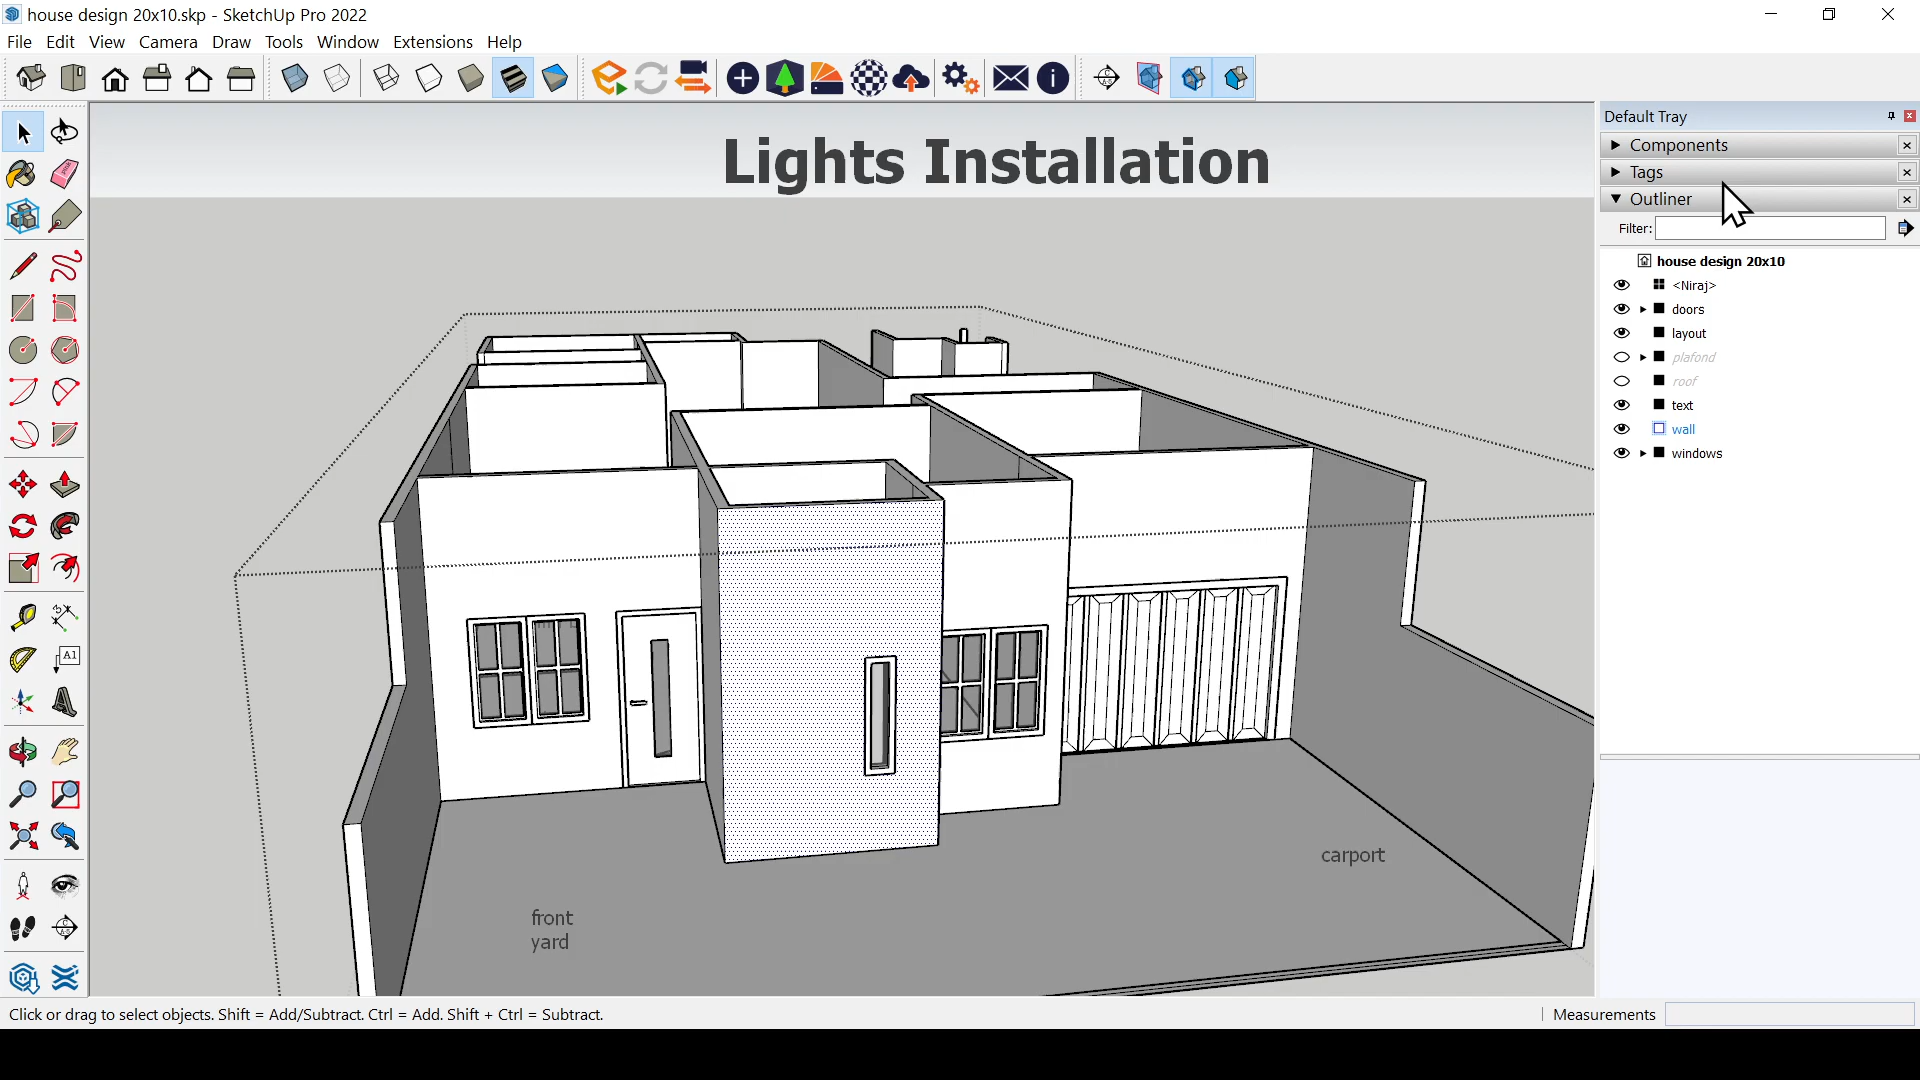 house design 20x10.skp - SketchUp Pro 2022
File Edit View Camera Draw Tools Window Extensions Help
Lights Installation
Default Tray
Components
Tags
Outliner
Filter:
house design 20x10
<Niraj>
doors
layout
plafond
roof
text
wall
windows
A1
carport
front
yard
Click or drag to select objects. Shift = Add/Subtract. Ctrl = Add. Shift + Ctrl = Subtract.
Measurements